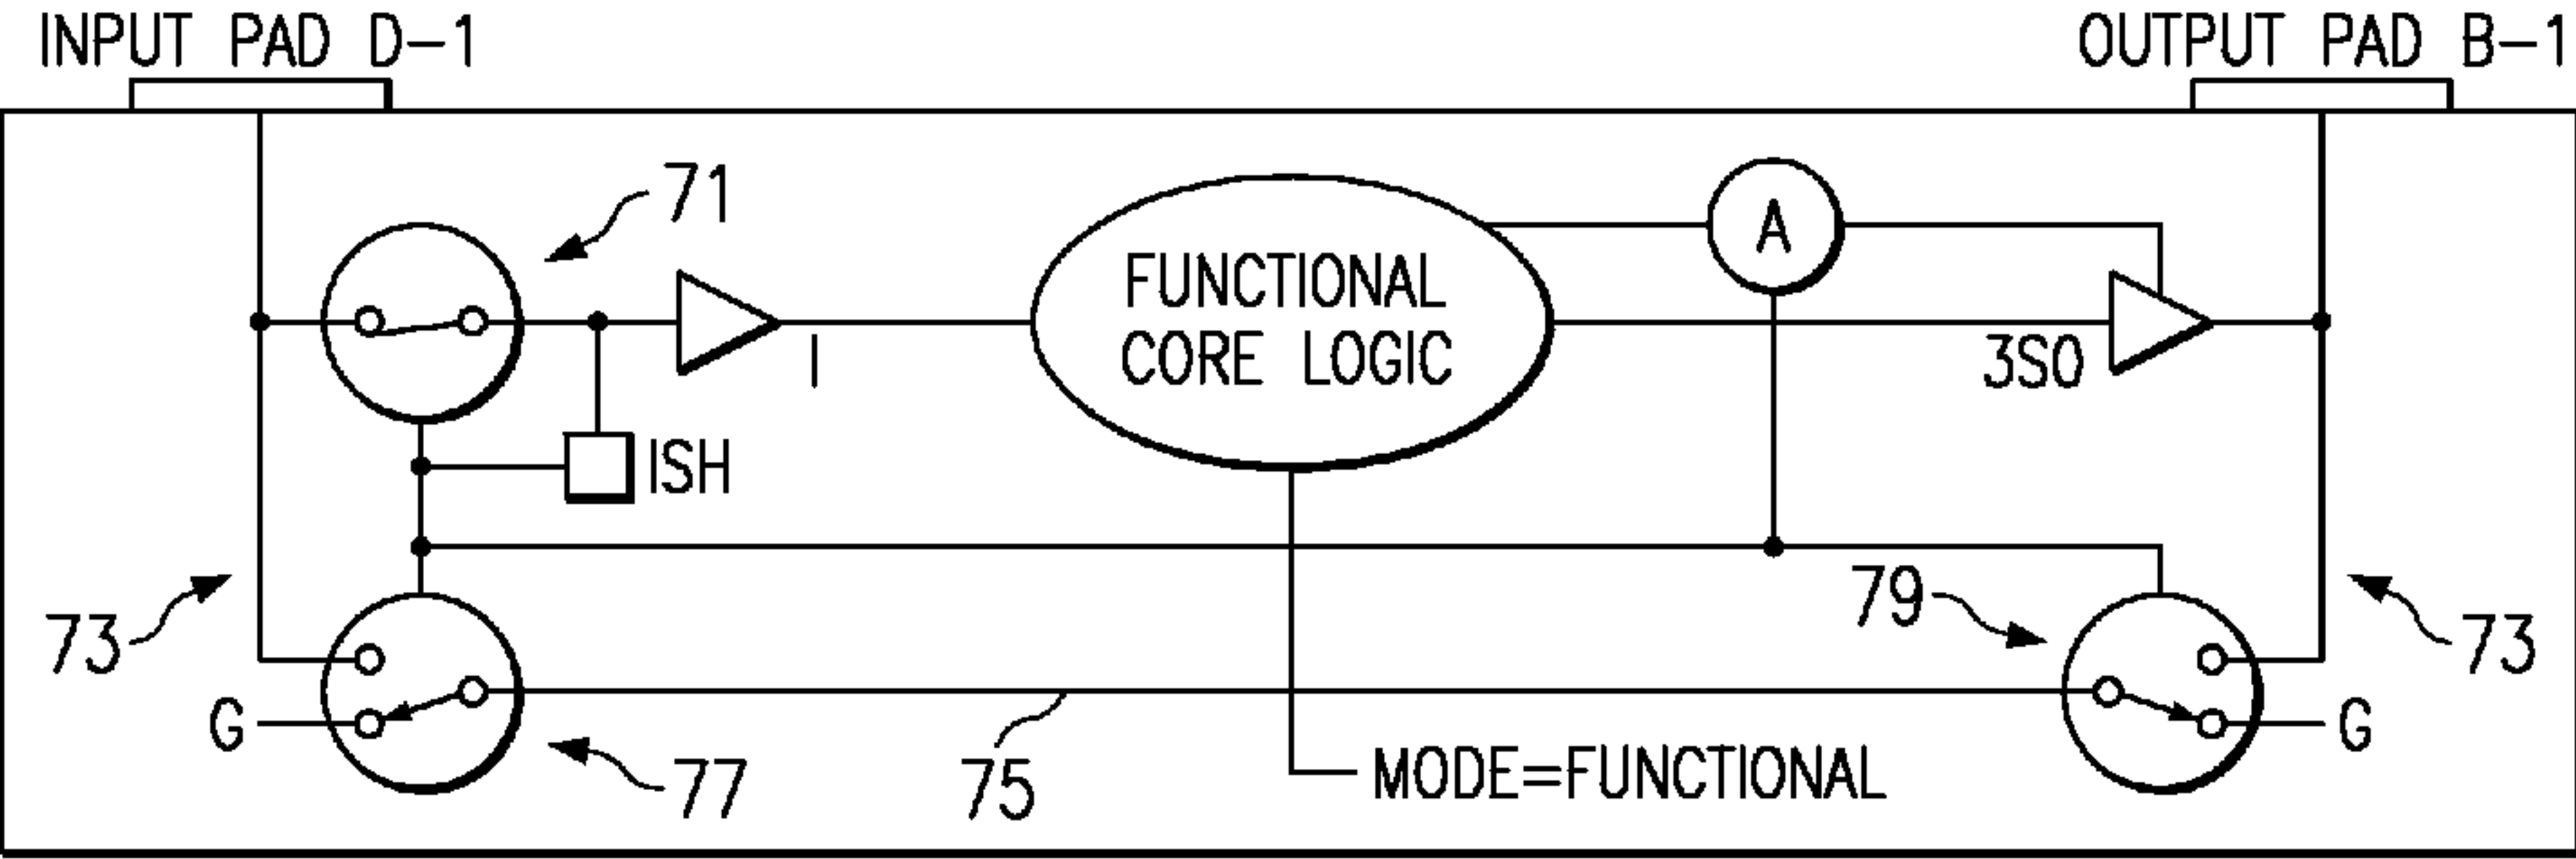 INPUT PAD D-1
OUTPUT PAD B-1
71
A
FUNCTIONAL
CORE LOGIC
I
3SO
ISH
73
79
73
G
G
77
75
MODE=FUNCTIONAL